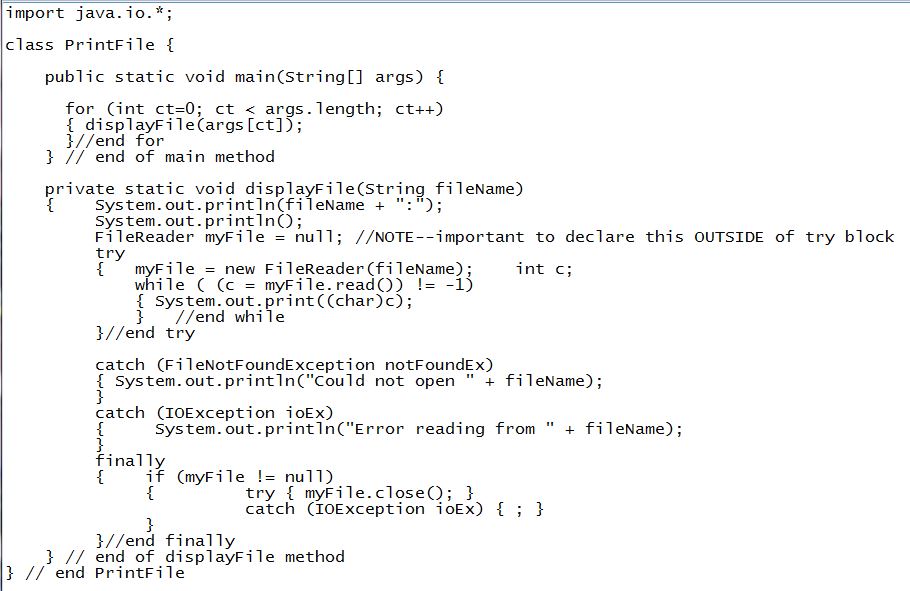 import java.io.*;
class PrintFile {
public static void main(String[] args) {
for (int ct=0; ct < args.length; ct++)
{ displayFile(args[ct]);
}//end for
} // end of main method
private static void displayFile(String fileName)
{ System.out.println(fileName + ":");
System.out.println();
FileReader myFile = null; //NOTE--important to declare this OUTSIDE of try block
try
{ myFile = new FileReader(fileName); int c;
while ( (c = myFile.read()) != -1)
{ System.out.print((char)c);
} //end while
}//end try
catch (FileNotFoundException notFoundEx)
{ System.out.println("Could not open " + fileName);
}
catch (IOException ioEx)
{ System.out.println("Error reading from " + fileName);
}
finally
{ if (myFile != null)
{ try { myFile.close(); }
catch (IOException ioEx) { ; }
}
}//end finally
} // end of displayFile method
} // end PrintFile